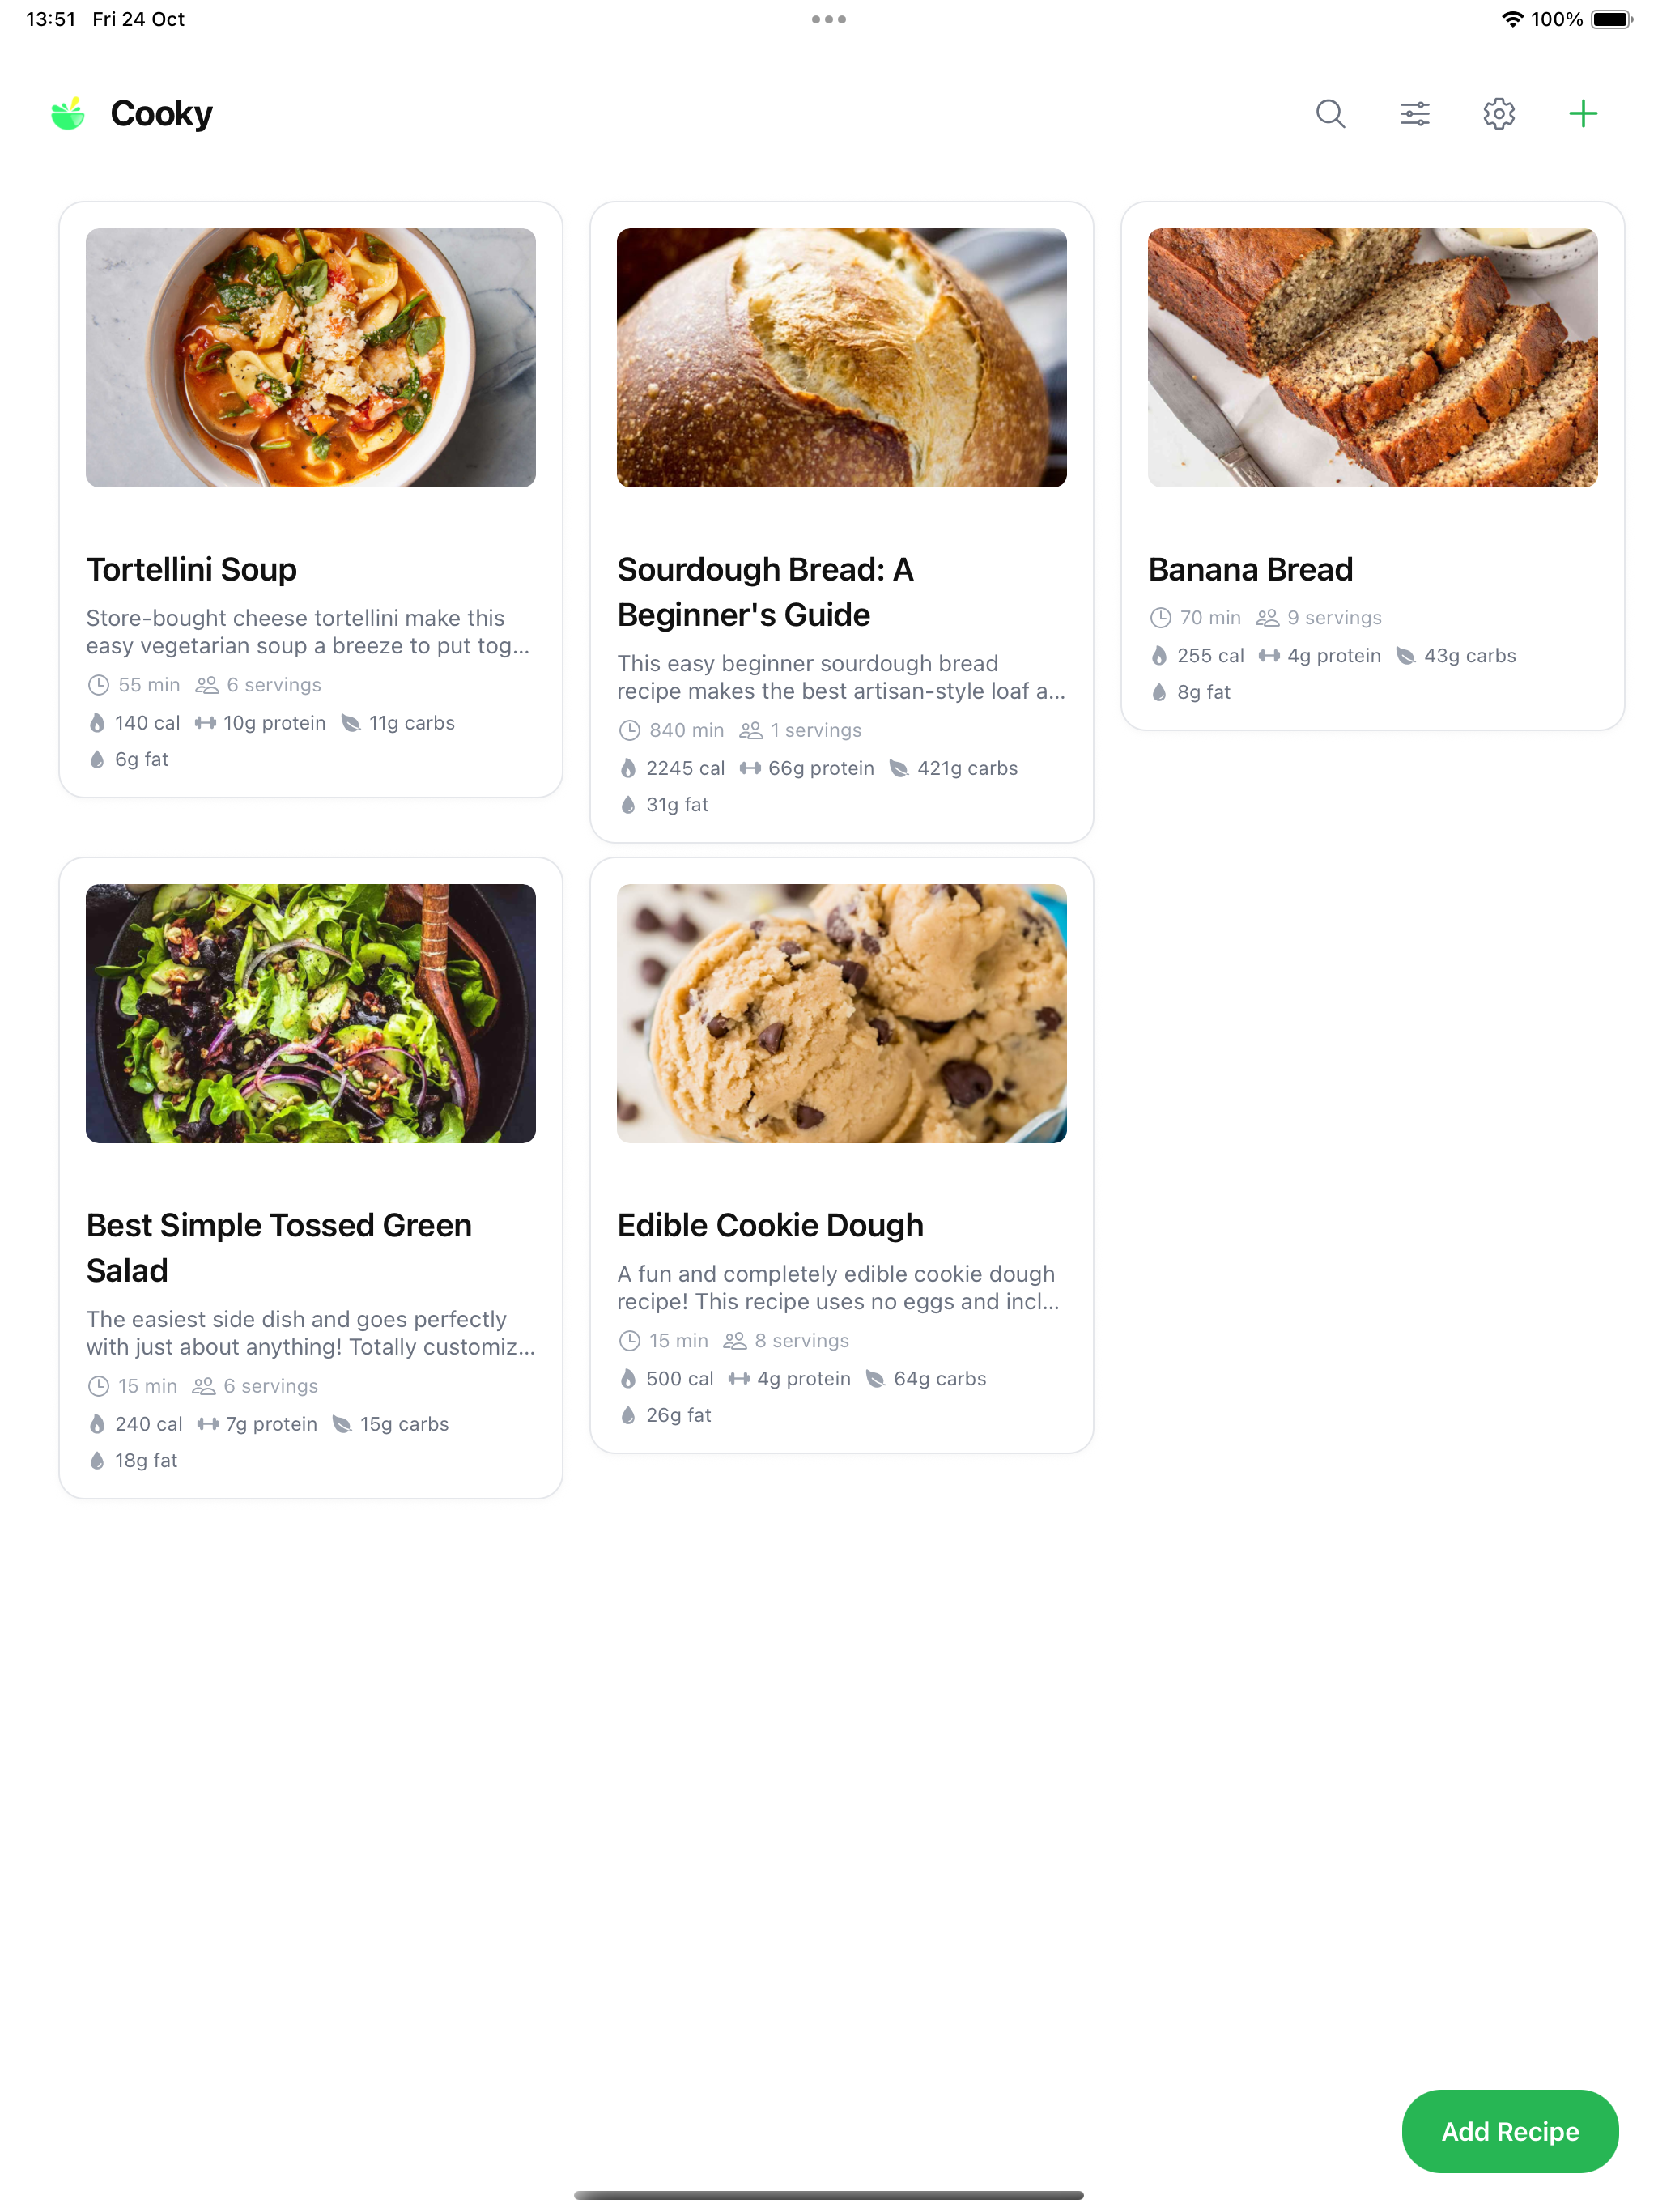 13:51 Fri 24 Oct
100%
Cooky
Tortellini Soup
Store-bought cheese tortellini make this
easy vegetarian soup a breeze to put tog...
55 min 6 servings
140 cal 10g protein 11g carbs
6g fat
Sourdough Bread: A
Beginner's Guide
This easy beginner sourdough bread
recipe makes the best artisan-style loaf a...
840 min 1 servings
2245 cal 66g protein 421g carbs
31g fat
Banana Bread
70 min 9 servings
255 cal 4g protein 43g carbs
8g fat
Best Simple Tossed Green
Salad
The easiest side dish and goes perfectly
with just about anything! Totally customiz...
15 min 6 servings
240 cal 7g protein 15g carbs
18g fat
Edible Cookie Dough
A fun and completely edible cookie dough
recipe! This recipe uses no eggs and incl...
15 min 8 servings
500 cal 4g protein 64g carbs
26g fat
Add Recipe